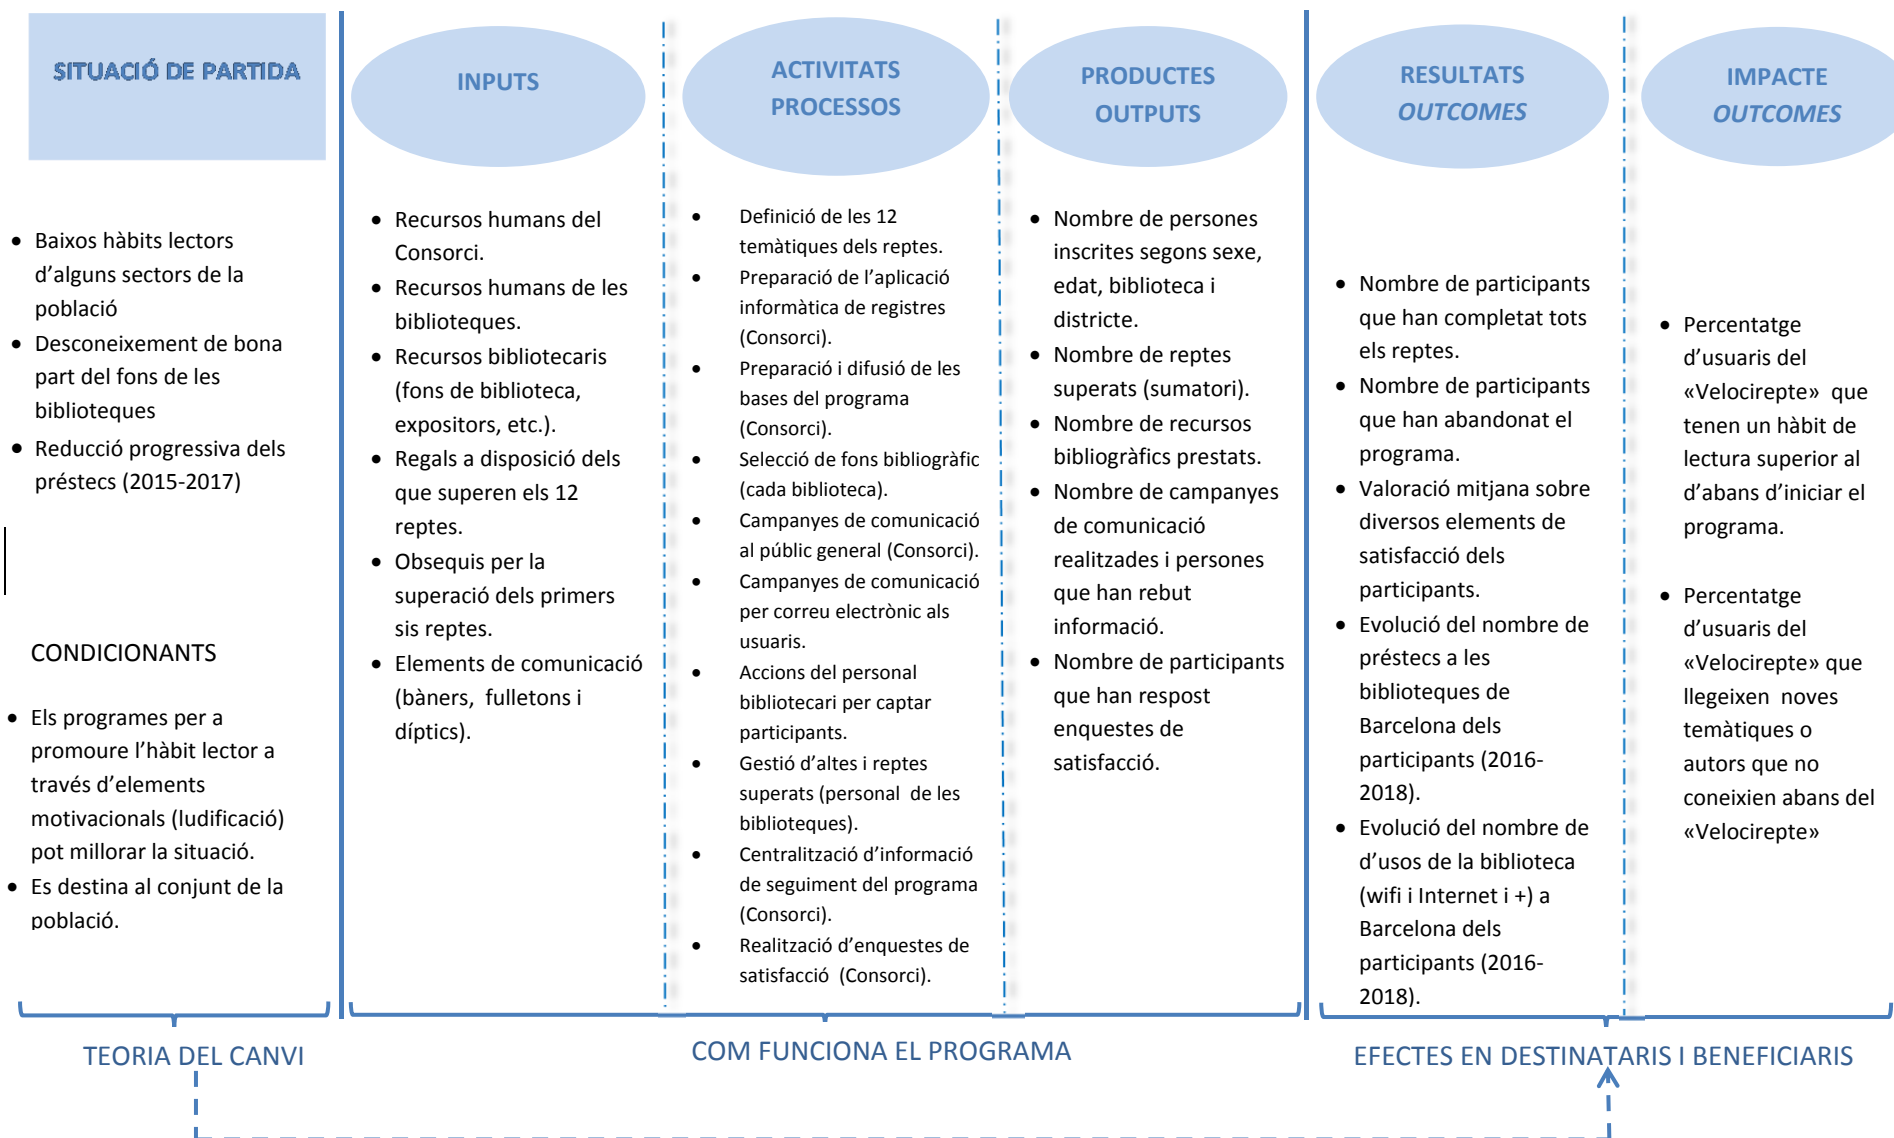 SITUACIÓ DE PARTIDA
• Baixos hàbits lectors
d’alguns sectors de la
població
• Desconeixement de bona
part del fons de les
biblioteques
• Reducció progressiva dels
préstecs (2015-2017)
CONDICIONANTS
• Els programes per a
promoure l’hàbit lector a
través d’elements
motivacionals (ludificació)
pot millorar la situació.
• Es destina al conjunt de la
població.
INPUTS
• Recursos humans del
Consorci.
• Recursos humans de les
biblioteques.
• Recursos bibliotecaris
(fons de biblioteca,
expositors, etc.).
• Regals a disposició dels
que superen els 12
reptes.
• Obsequis per la
superació dels primers
sis reptes.
• Elements de comunicació
(bàners, fulletons i
díptics).
ACTIVITATS
PROCESSOS
• Definició de les 12
temàtiques dels reptes.
• Preparació de l’aplicació
informàtica de registres
(Consorci).
• Preparació i difusió de les
bases del programa
(Consorci).
• Selecció de fons bibliogràfic
(cada biblioteca).
• Campanyes de comunicació
al públic general (Consorci).
• Campanyes de comunicació
per correu electrònic als
usuaris.
• Accions del personal
bibliotecari per captar
participants.
• Gestió d’altes i reptes
superats (personal de les
biblioteques).
• Centralització d’informació
de seguiment del programa
(Consorci).
• Realització d’enquestes de
satisfacció (Consorci).
PRODUCTES
OUTPUTS
• Nombre de persones
inscrites segons sexe,
edat, biblioteca i
districte.
• Nombre de reptes
superats (sumatori).
• Nombre de recursos
bibliogràfics prestats.
• Nombre de campanyes
de comunicació
realitzades i persones
que han rebut
informació.
• Nombre de participants
que han respost
enquestes de
satisfacció.
RESULTATS
OUTCOMES
• Nombre de participants
que han completat tots
els reptes.
• Nombre de participants
que han abandonat el
programa.
• Valoració mitjana sobre
diversos elements de
satisfacció dels
participants.
• Evolució del nombre de
préstecs a les
biblioteques de
Barcelona dels
participants (2016-
2018).
• Evolució del nombre de
d’usos de la biblioteca
(wifi i Internet i +) a
Barcelona dels
participants (2016-
2018).
IMPACTE
OUTCOMES
• Percentatge
d’usuaris del
«Velocirepte» que
tenen un hàbit de
lectura superior al
d’abans d’iniciar el
programa.
• Percentatge
d’usuaris del
«Velocirepte» que
llegeixen noves
temàtiques o
autors que no
coneixien abans del
«Velocirepte»
TEORIA DEL CANVI
COM FUNCIONA EL PROGRAMA
EFECTES EN DESTINATARIS I BENEFICIARIS